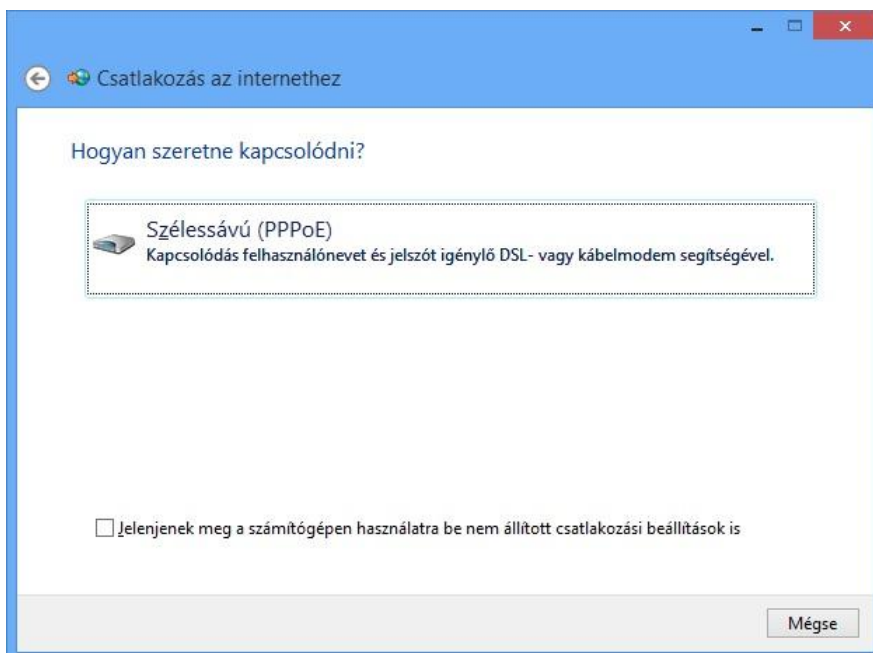 Csatlakozás az internethez
Hogyan szeretne kapcsolódni?
Szélessávú (PPPoE)
Kapcsolódás felhasználónevet és jelszót igénylő DSL- vagy kábelmodem segítségével.
Jelenjenek meg a számítógépen használatra be nem állított csatlakozási beállítások is
Mégse